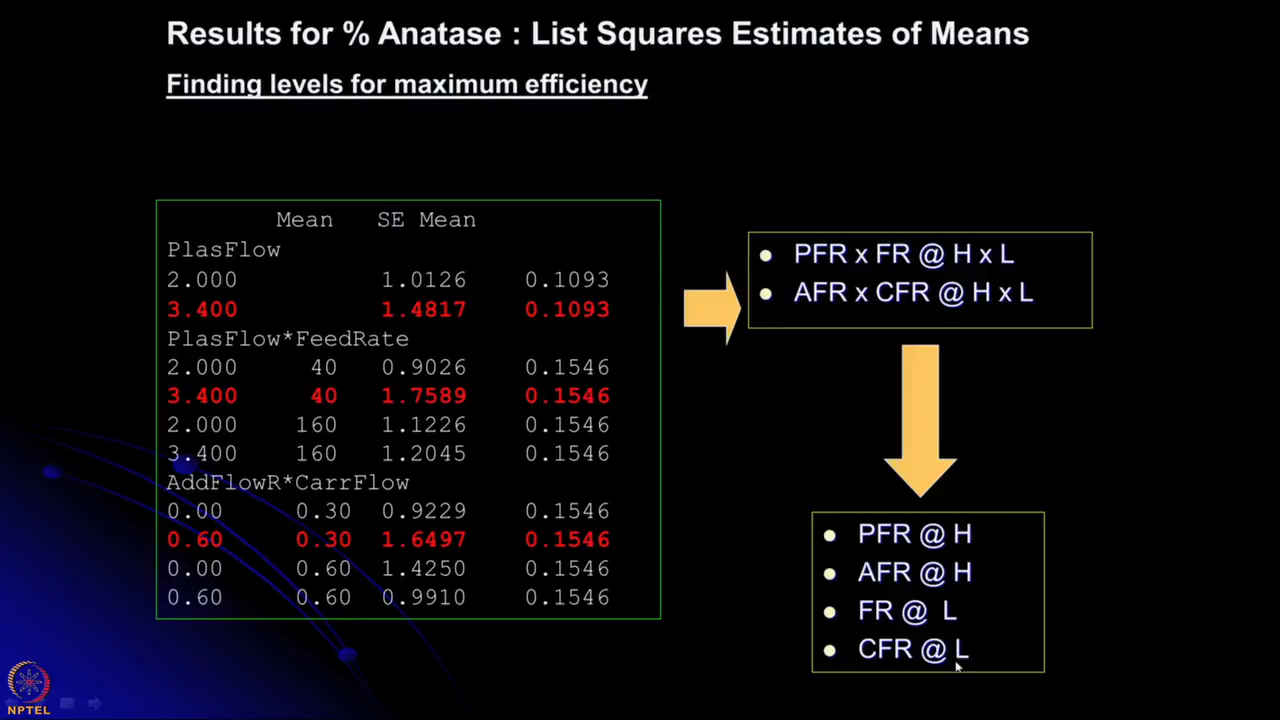 Results for % Anatase : List Squares Estimates of Means
Finding levels for maximum efficiency
Mean SE Mean
PlasFlow
2.000 1.0126 0.1093
3.400 1.4817 0.1093
PlasFlow*FeedRate
2.000 40 0.9026 0.1546
3.400 40 1.7589 0.1546
2.000 160 1.1226 0.1546
3.400 160 1.2045 0.1546
AddFlowR*CarrFlow
0.00 0.30 0.9229 0.1546
0.60 0.30 1.6497 0.1546
0.00 0.60 1.4250 0.1546
0.60 0.60 0.9910 0.1546
PFR x FR @ H x L
AFR x CFR @ H x L
PFR @ H
AFR @ H
FR @ L
CFR @ L
NPTEL